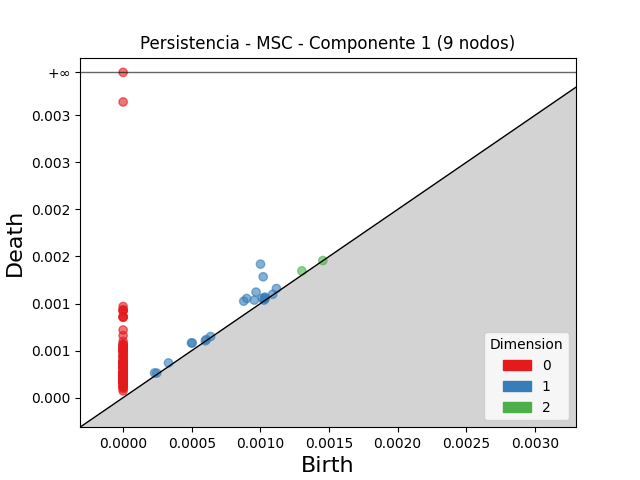 Persistencia - MSC - Componente 1 (9 nodos)
+∞
0.003
0.003
0.002
0.002
0.001
0.001
0.000
Death
Dimension
0
1
2
0.0000 0.0005 0.0010 0.0015 0.0020 0.0025 0.0030
Birth